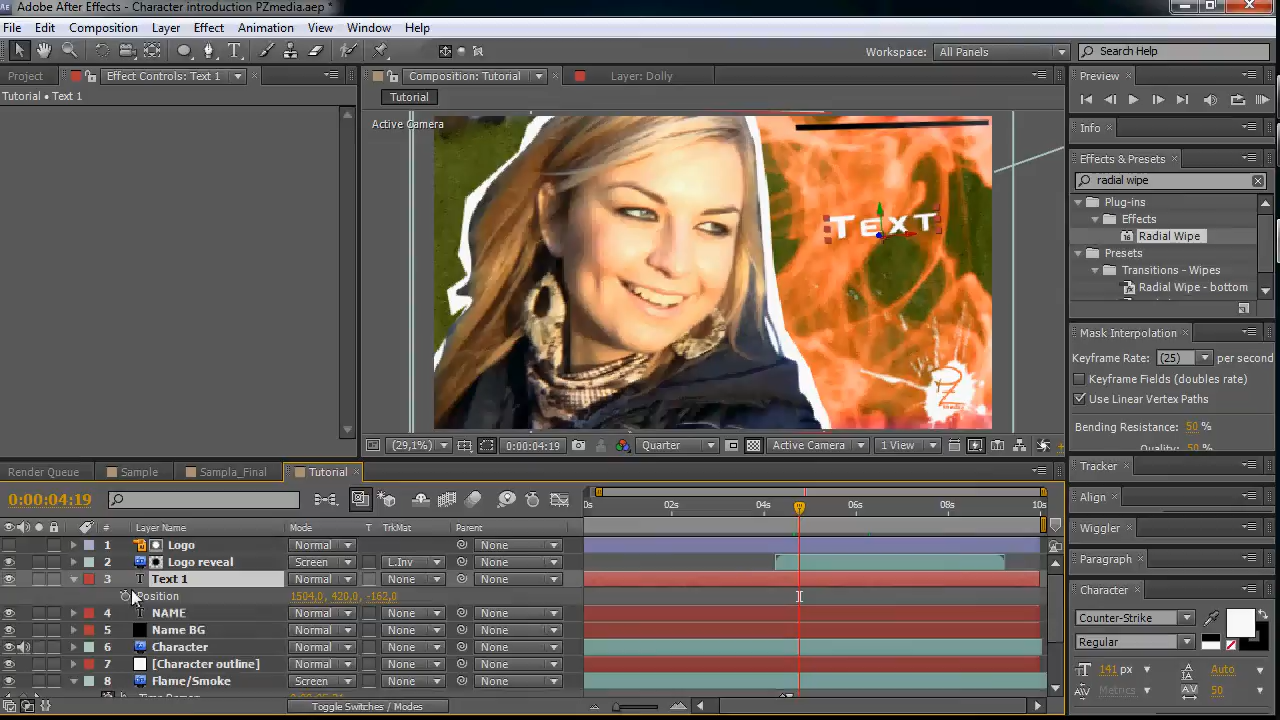 Adobe After Effects - Character introduction PZmedia.aep *
File Edit Composition Layer Effect Animation View Window Help
Workspace: All Panels Search Help
Project Effect Controls: Text 1 Composition: Tutorial Layer: Dolly Preview
Tutorial • Text 1 Tutorial
Active Camera
Info
Effects & Presets
radial wipe
Plug-ins
Effects
Radial Wipe
Presets
Transitions - Wipes
Radial Wipe - bottom
TEXT
PZ
Mask Interpolation
Keyframe Rate: (25) per second
Keyframe Fields (doubles rate)
Use Linear Vertex Paths
Bending Resistance: 50 %
Quality: 50 %
(29,1%) 0:00:04:19 Quarter Active Camera 1 View
Render Queue Sample Sampla_Final Tutorial
Tracker
Align
Wiggler
Paragraph
Character
Counter-Strike
Regular
141 px Auto
Metrics 50
0:00:04:19
0s 02s 04s 06s 08s 10s
# Layer Name Mode T TrkMat Parent
1 Logo Normal None
2 Logo reveal Screen L.Inv None
3 Text 1 Normal None None
Position 1504,0, 420,0, -162,0
4 NAME Normal None None
5 Name BG Normal None None
6 Character Normal None None
7 [Character outline] Normal None None
8 Flame/Smoke Screen None None
Toggle Switches / Modes